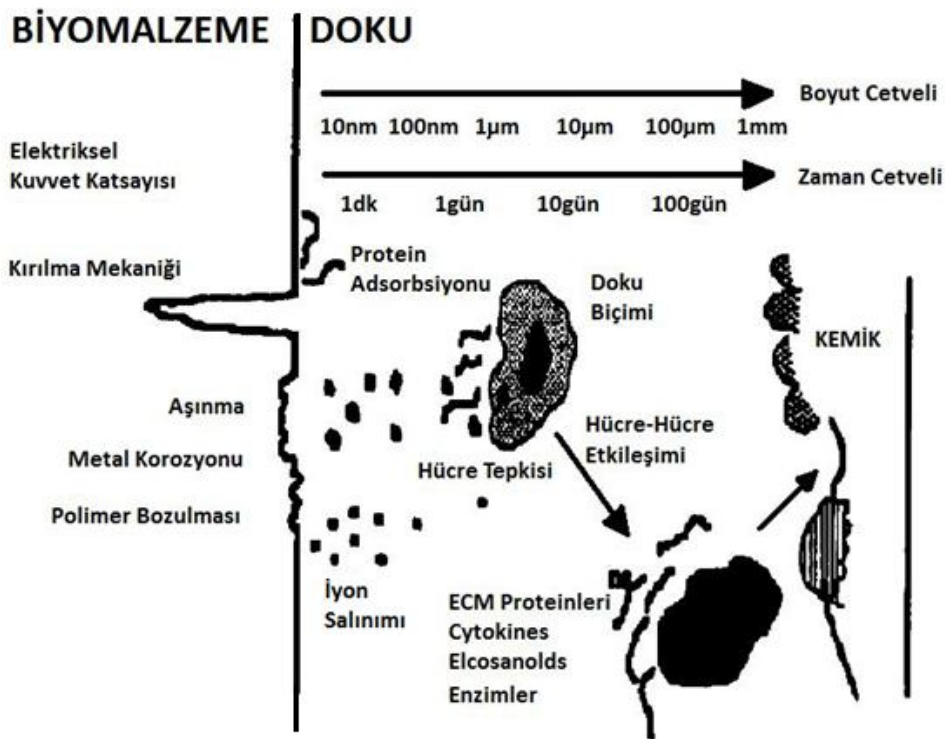 BİYOMALZEME DOKU
Boyut Cetveli
10nm 100nm 1µm 10µm 100µm 1mm
Elektriksel
Kuvvet Katsayısı
Zaman Cetveli
1dk 1gün 10gün 100gün
Kırılma Mekaniği
Protein
Adsorbsiyonu
Doku
Biçimi
KEMİK
Aşınma
Hücre-Hücre
Etkileşimi
Metal Korozyonu
Hücre Tepkisi
Polimer Bozulması
İyon
Salınımı
ECM Proteinleri
Cytokines
Elcosanolds
Enzimler